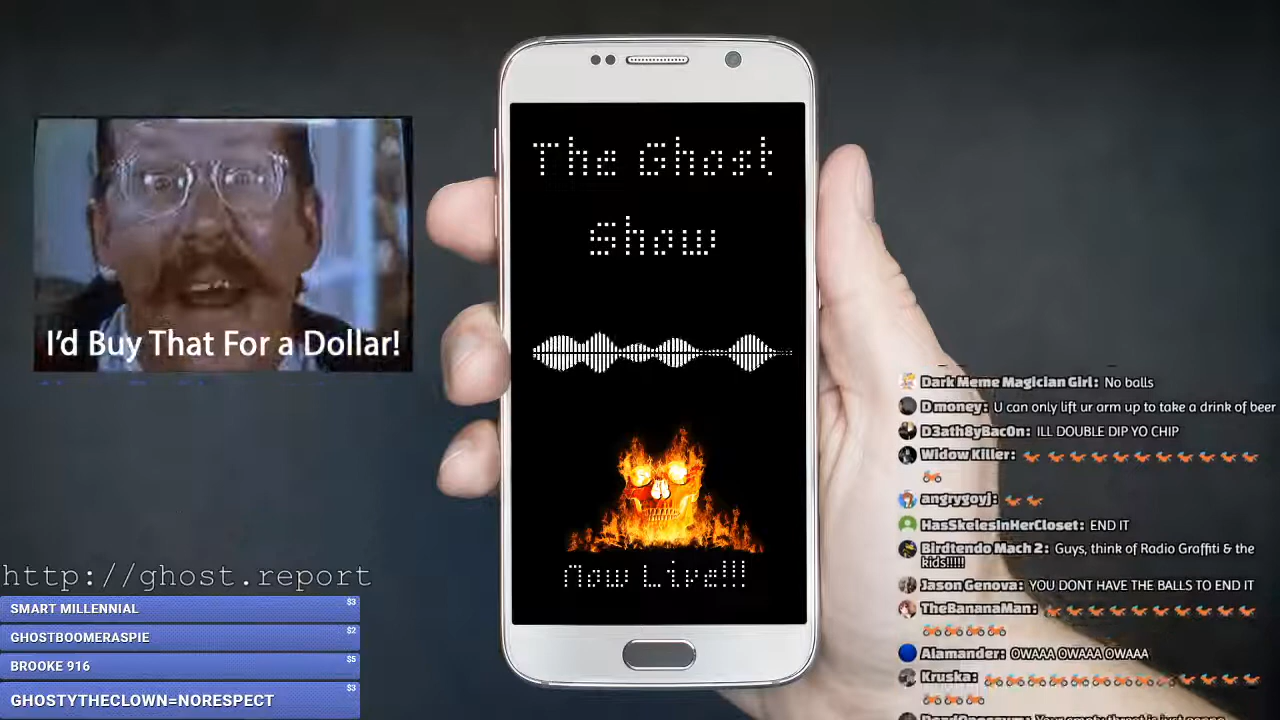 The Ghost
Show
Now Live!!!
I'd Buy That For a Dollar!
http://ghost.report
SMART MILLENNIAL $3
GHOSTBOOMERASPIE $2
BROOKE 916 $5
GHOSTYTHECLOWN=NORESPECT $3
Dark Meme Magician Girl: No balls
D money: U can only lift ur arm up to take a drink of beer
D3ath8yBac0n: ILL DOUBLE DIP YO CHIP
Widow Killer:
angrygoyj:
HasSkelesInHerCloset: END IT
Birdtendo Mach 2: Guys, think of Radio Graffiti & the
kids!!!!!
Jason Genova: YOU DONT HAVE THE BALLS TO END IT
TheBananaMan:
Alamander: OWAAA OWAAA OWAAA
Kruska: